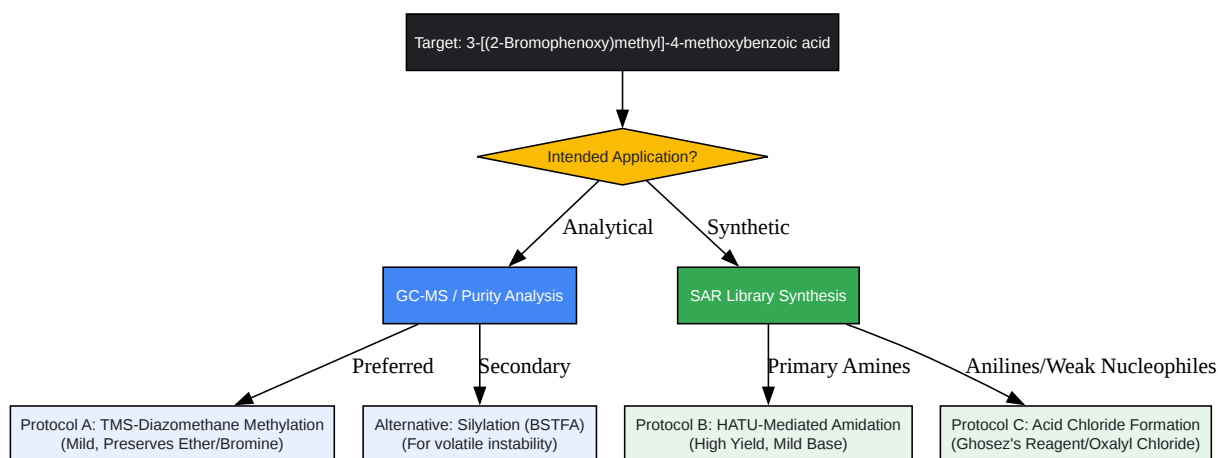 Target: 3-[(2-Bromophenoxy)methyl]-4-methoxybenzoic acid
Intended Application?
Analytical
Synthetic
GC-MS / Purity Analysis
SAR Library Synthesis
Preferred
Secondary
Primary Amines
Anilines/Weak Nucleophiles
Protocol A: TMS-Diazomethane Methylation
(Mild, Preserves Ether/Bromine)
Alternative: Silylation (BSTFA)
(For volatile instability)
Protocol B: HATU-Mediated Amidation
(High Yield, Mild Base)
Protocol C: Acid Chloride Formation
(Ghosez's Reagent/Oxalyl Chloride)